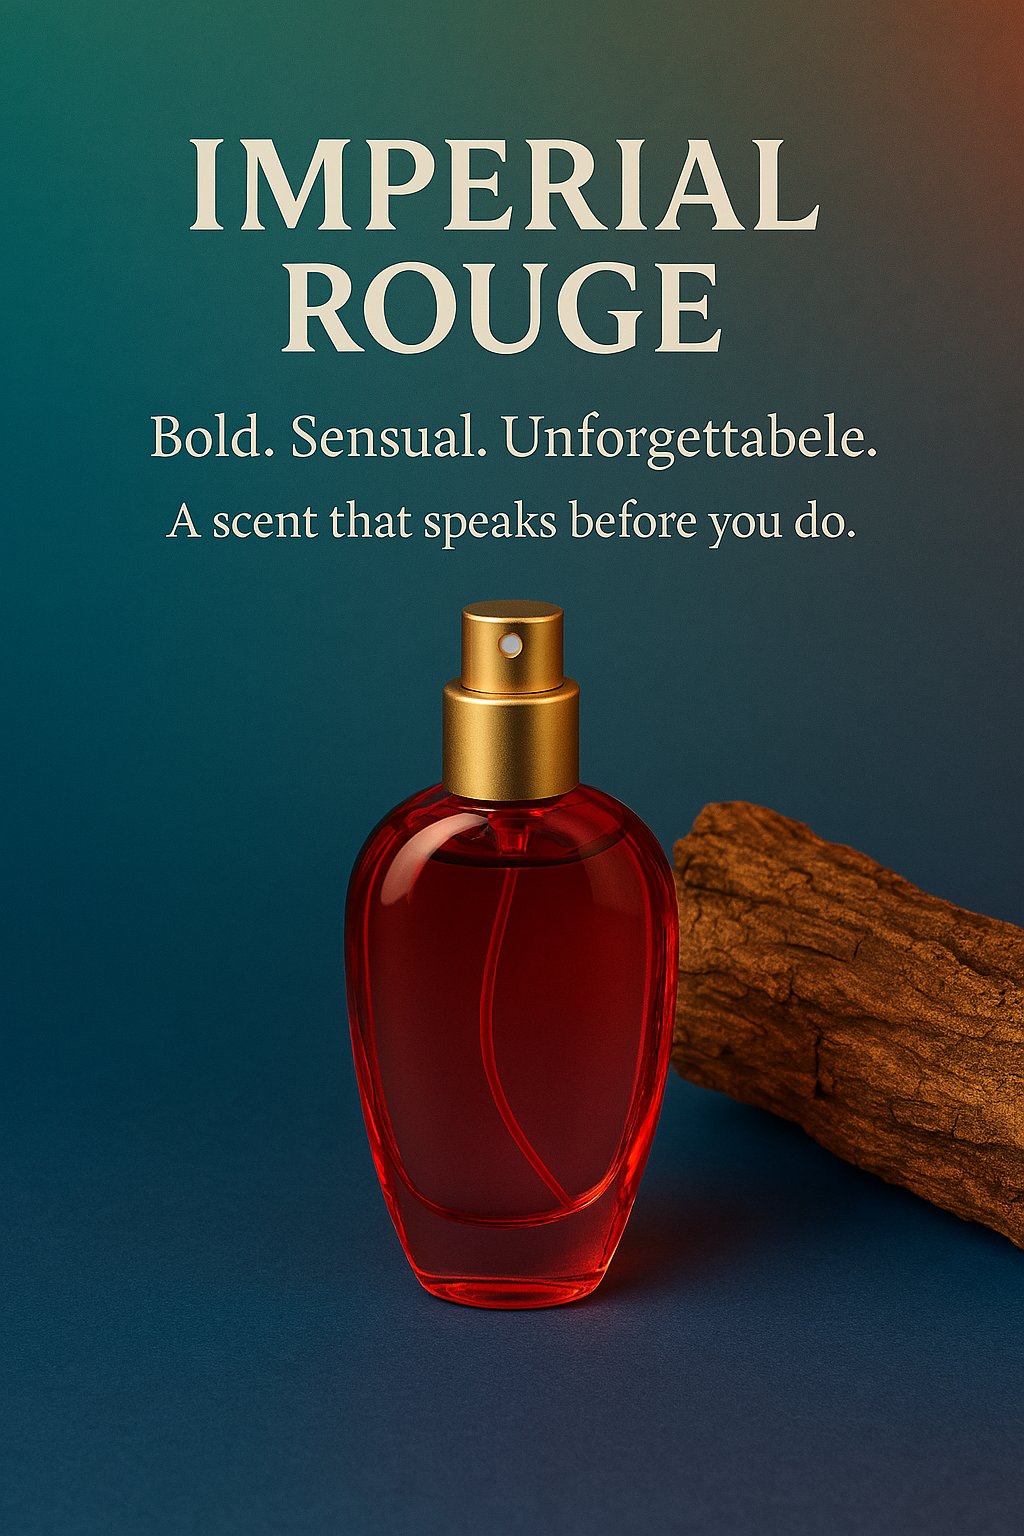 IMPERIAL
ROUGE
Bold. Sensual. Unforgettabele.
A scent that speaks before you do.